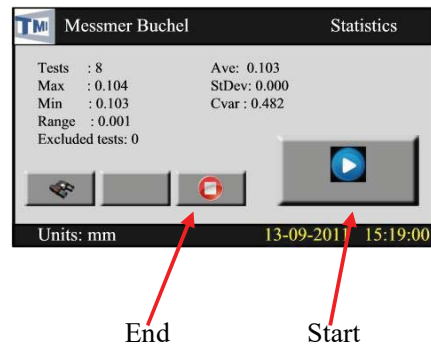 TMI Messmer Buchel Statistics
Tests : 8 Ave: 0.103
Max : 0.104 StDev: 0.000
Min : 0.103 Cvar : 0.482
Range : 0.001
Excluded tests: 0
Units: mm 13-09-2011 15:19:00
End Start